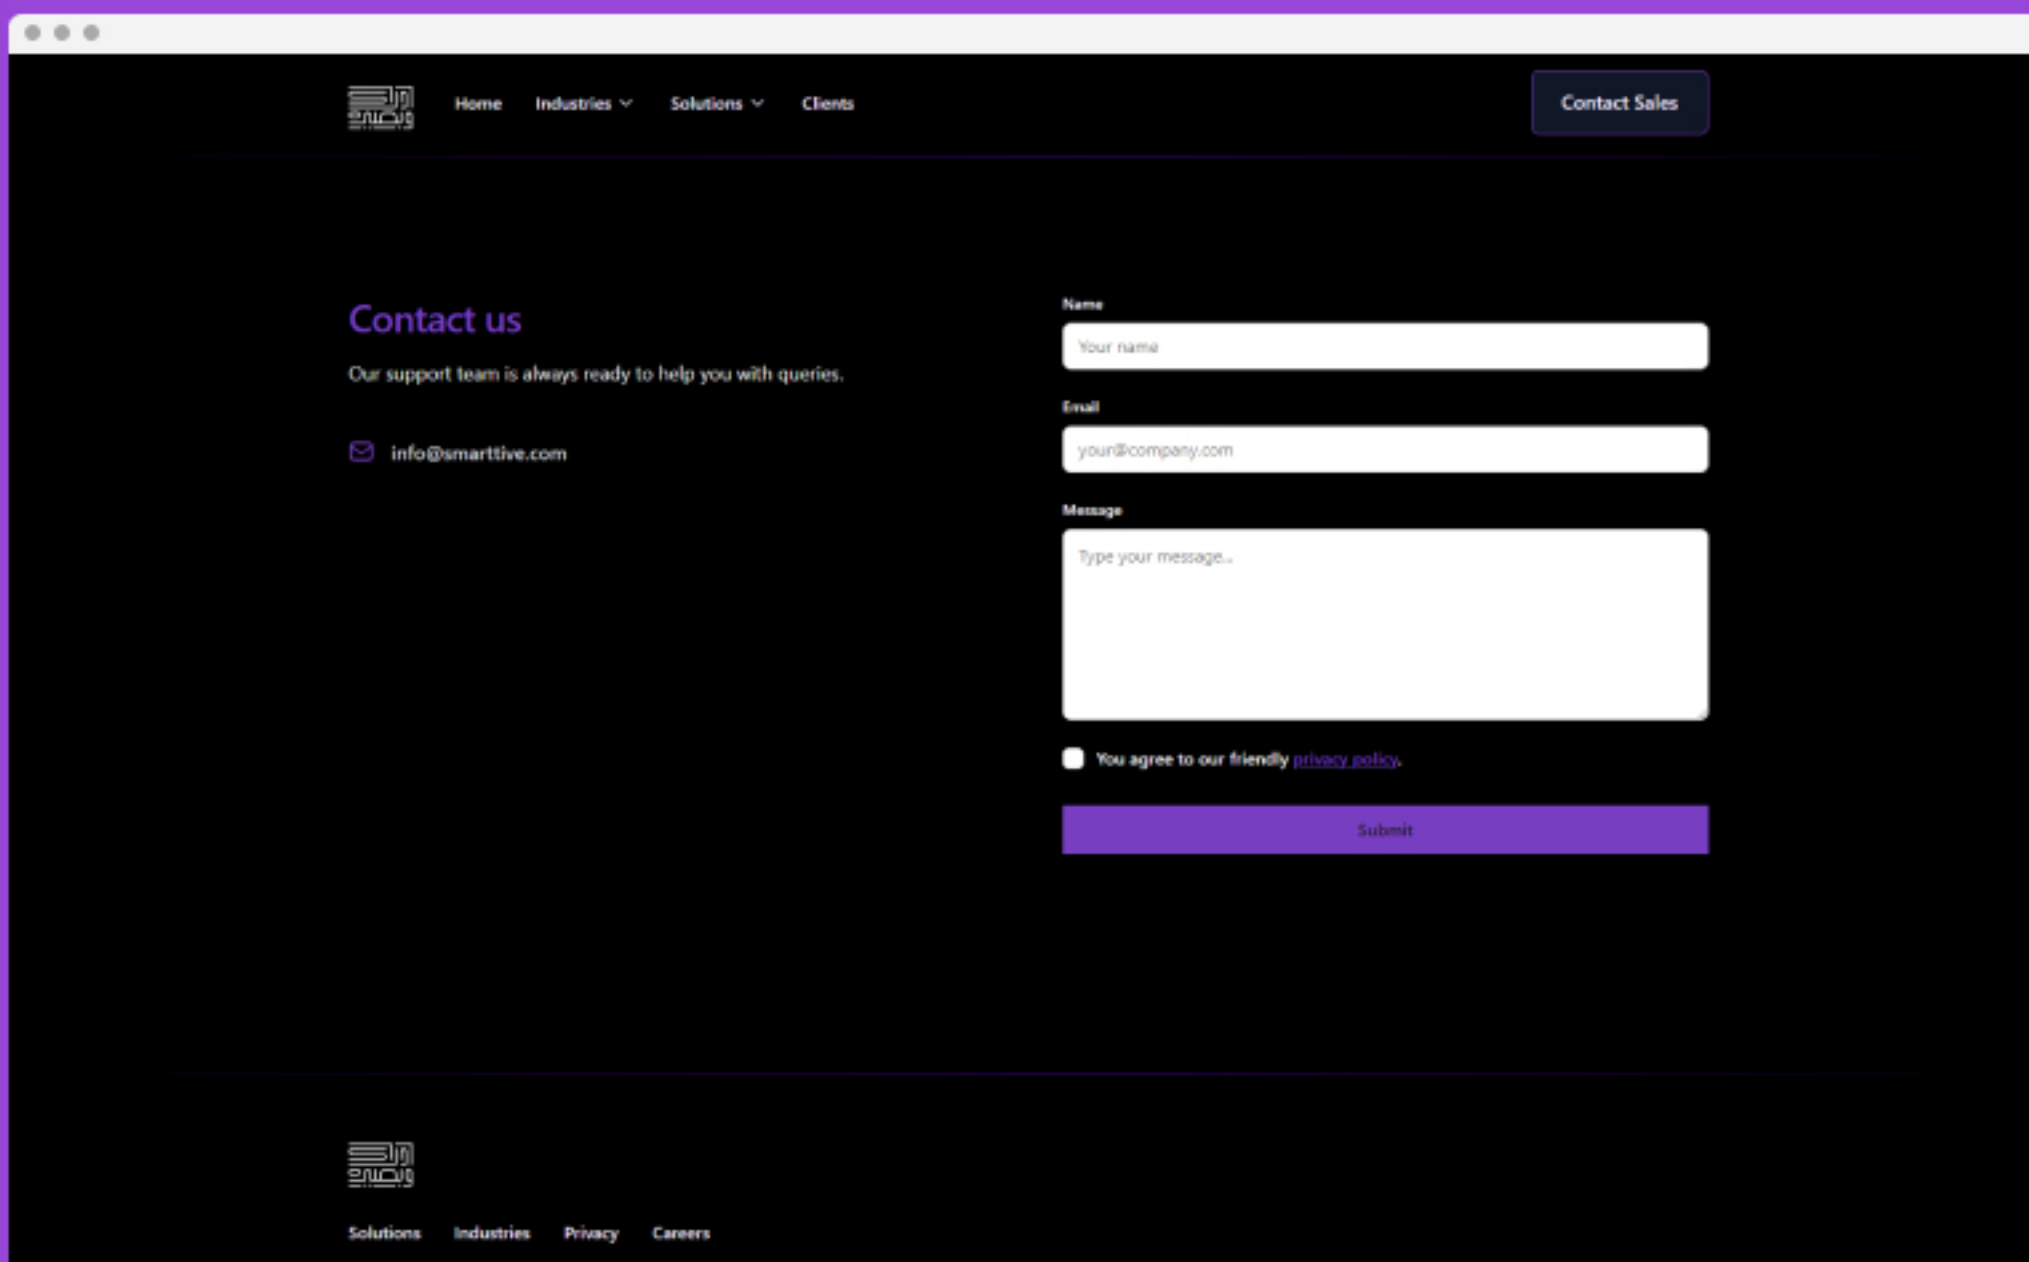 Home Industries Solutions Clients
Contact Sales
Contact us
Our support team is always ready to help you with queries.
info@smarttive.com
Name
Your name
Email
your@company.com
Message
Type your message...
You agree to our friendly privacy policy.
Submit
Solutions Industries Privacy Careers